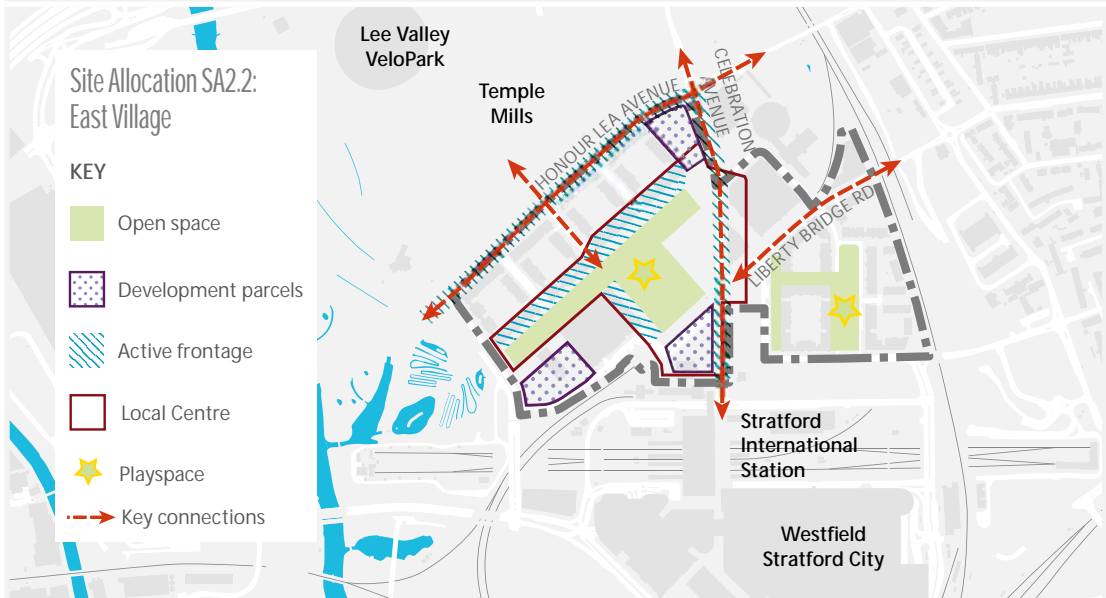 Site Allocation SA2.2:
East Village
KEY
Open space
Development parcels
Active frontage
Local Centre
Playspace
Key connections
Lee Valley
VeloPark
Temple
Mills
HONOUR LEA AVENUE
CELEBRATION
AVENUE
LIBERTY BRIDGE RD
Stratford
International
Station
Westfield
Stratford City